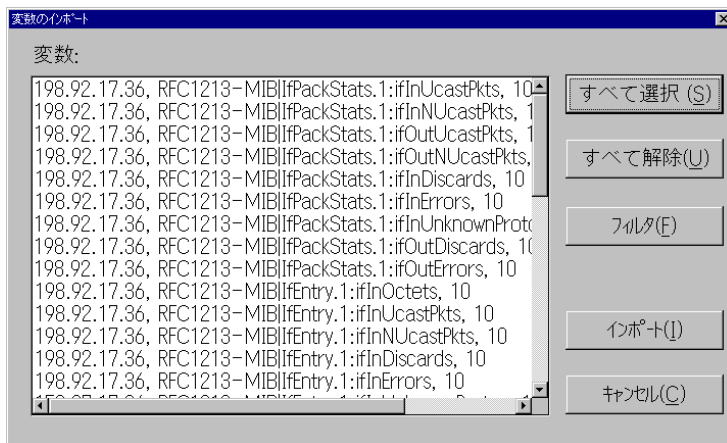 変数のインポート
変数:
198.92.17.36, RFC1213-MIB|IfPackStats.1:ifInUcastPkts, 10
198.92.17.36, RFC1213-MIB|IfPackStats.1:ifInNUcastPkts, 1
198.92.17.36, RFC1213-MIB|IfPackStats.1:ifOutUcastPkts, 1
198.92.17.36, RFC1213-MIB|IfPackStats.1:ifOutNUcastPkts,
198.92.17.36, RFC1213-MIB|IfPackStats.1:ifInDiscards, 10
198.92.17.36, RFC1213-MIB|IfPackStats.1:ifInErrors, 10
198.92.17.36, RFC1213-MIB|IfPackStats.1:ifInUnknownProto
198.92.17.36, RFC1213-MIB|IfPackStats.1:ifOutDiscards, 10
198.92.17.36, RFC1213-MIB|IfPackStats.1:ifOutErrors, 10
198.92.17.36, RFC1213-MIB|IfEntry.1:ifInOctets, 10
198.92.17.36, RFC1213-MIB|IfEntry.1:ifInUcastPkts, 10
198.92.17.36, RFC1213-MIB|IfEntry.1:ifInNUcastPkts, 10
198.92.17.36, RFC1213-MIB|IfEntry.1:ifInDiscards, 10
198.92.17.36, RFC1213-MIB|IfEntry.1:ifInErrors, 10
すべて選択 (S)
すべて解除(U)
フィルタ(F)
インポート(I)
キャンセル(C)